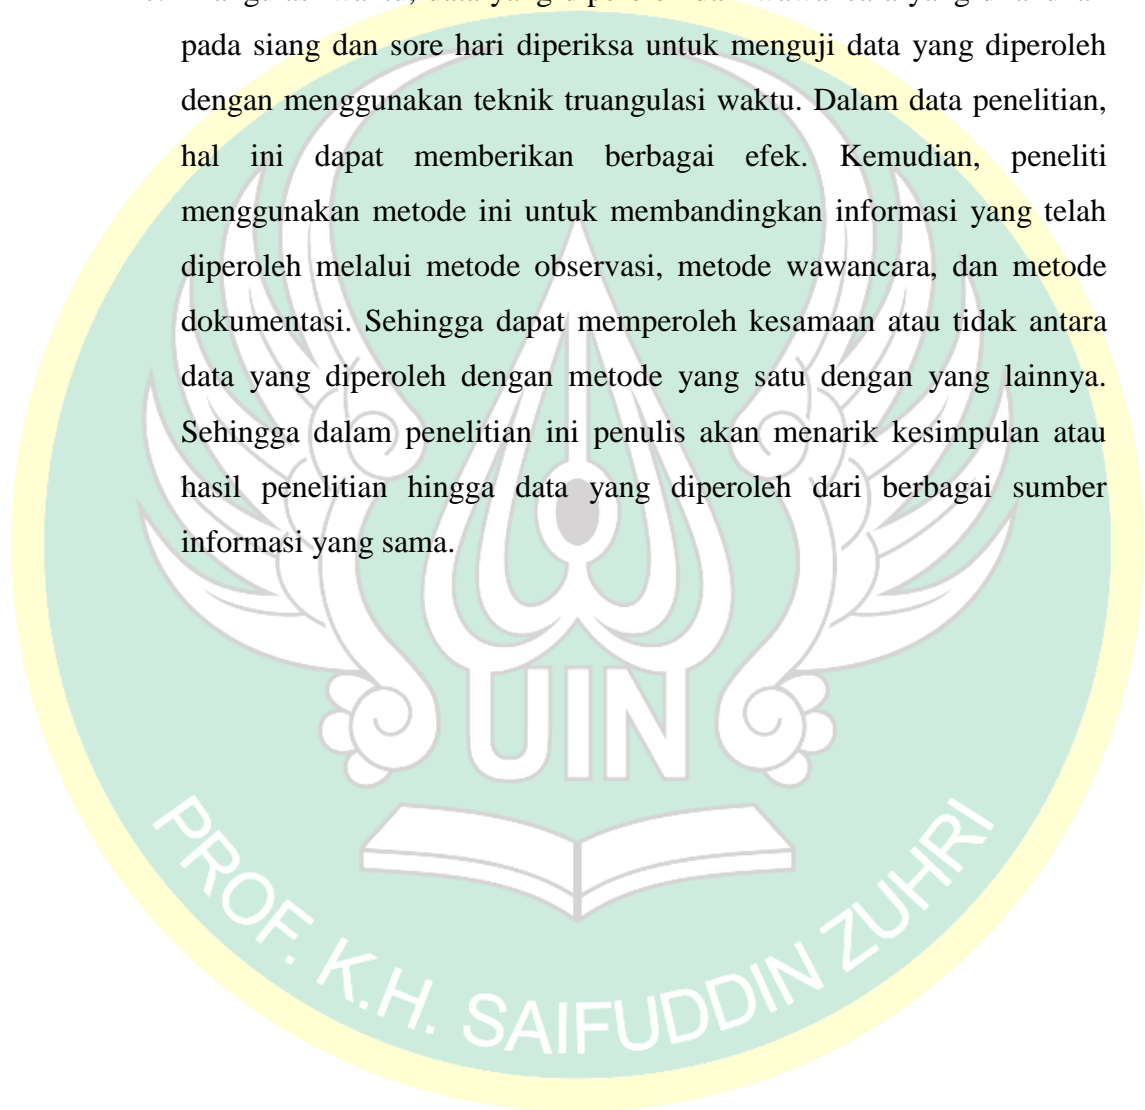 pada siang dan sore hari diperiksa untuk menguji data yang diperoleh
dengan menggunakan teknik truangulasi waktu. Dalam data penelitian,
hal ini dapat memberikan berbagai efek. Kemudian, peneliti
menggunakan metode ini untuk membandingkan informasi yang telah
diperoleh melalui metode observasi, metode wawancara, dan metode
dokumentasi. Sehingga dapat memperoleh kesamaan atau tidak antara
data yang diperoleh dengan metode yang satu dengan yang lainnya.
Sehingga dalam penelitian ini penulis akan menarik kesimpulan atau
hasil penelitian hingga data yang diperoleh dari berbagai sumber
informasi yang sama.
UIN
PROF. K.H. SAIFUDDIN ZUHRI